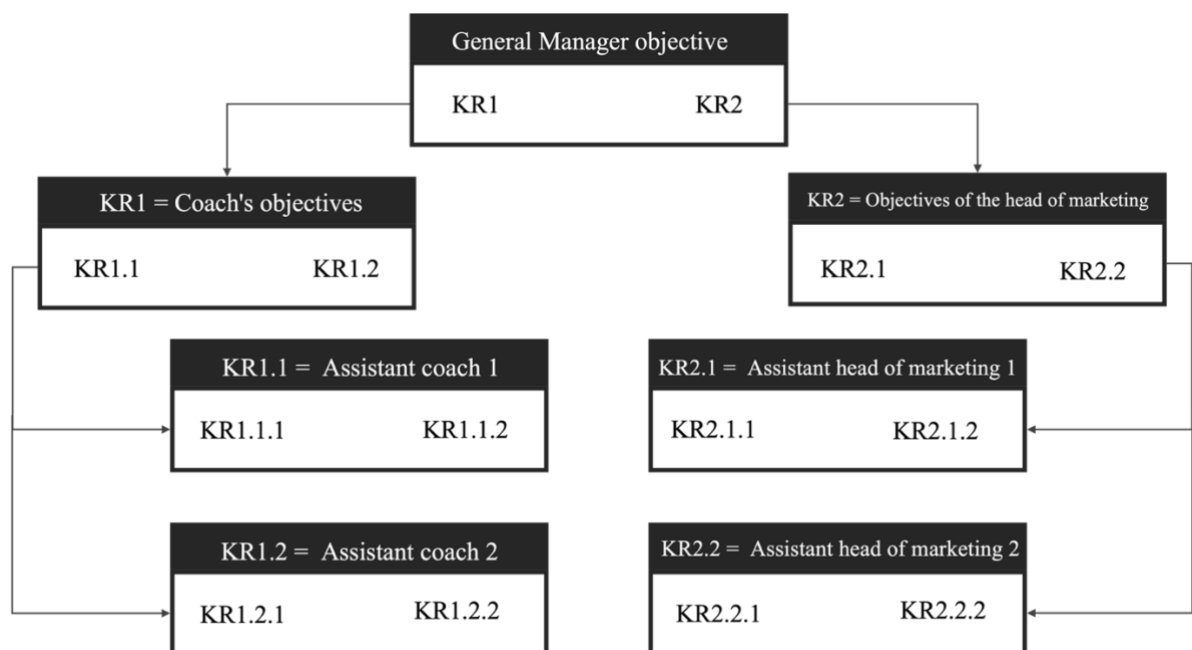 General Manager objective
KR1 KR2
KR1 = Coach's objectives
KR1.1 KR1.2
KR2 = Objectives of the head of marketing
KR2.1 KR2.2
KR1.1 = Assistant coach 1
KR1.1.1 KR1.1.2
KR2.1 = Assistant head of marketing 1
KR2.1.1 KR2.1.2
KR1.2 = Assistant coach 2
KR1.2.1 KR1.2.2
KR2.2 = Assistant head of marketing 2
KR2.2.1 KR2.2.2